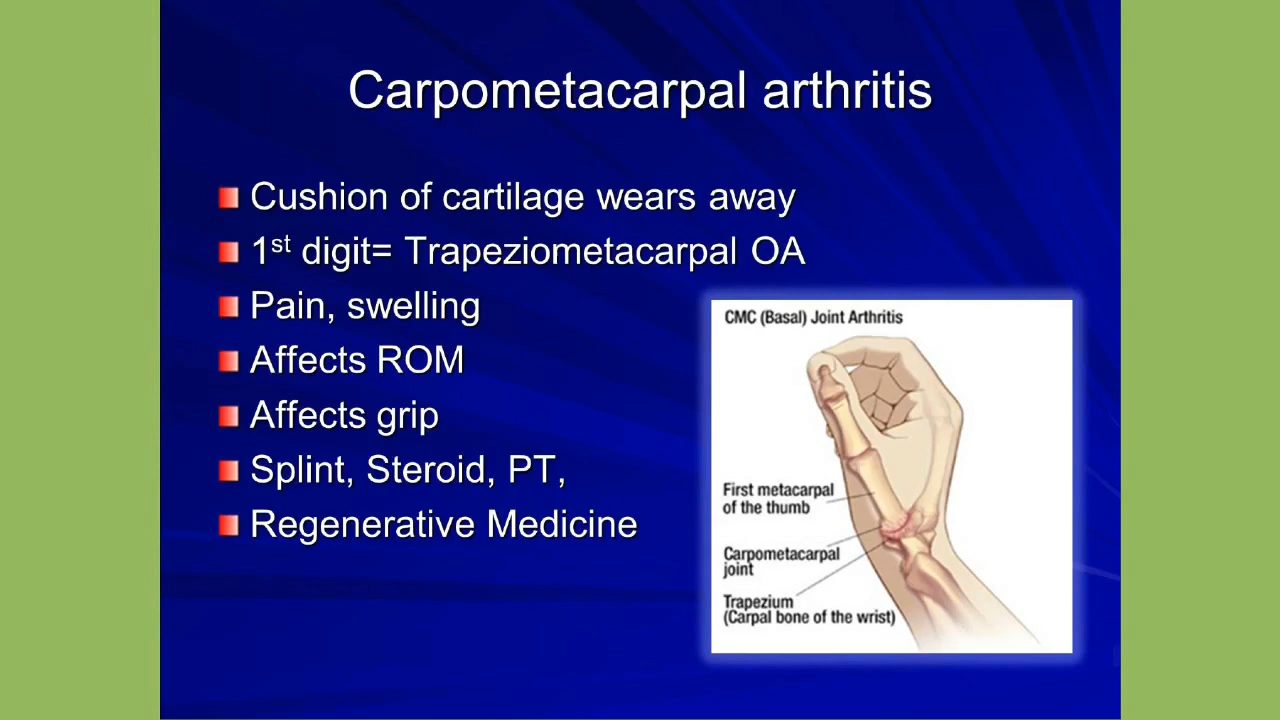 Carpometacarpal arthritis
Cushion of cartilage wears away
1st digit= Trapeziometacarpal OA
Pain, swelling
Affects ROM
Affects grip
Splint, Steroid, PT,
Regenerative Medicine
CMC (Basal) Joint Arthritis
First metacarpal
of the thumb
Carpometacarpal
joint
Trapezium
(Carpal bone of the wrist)